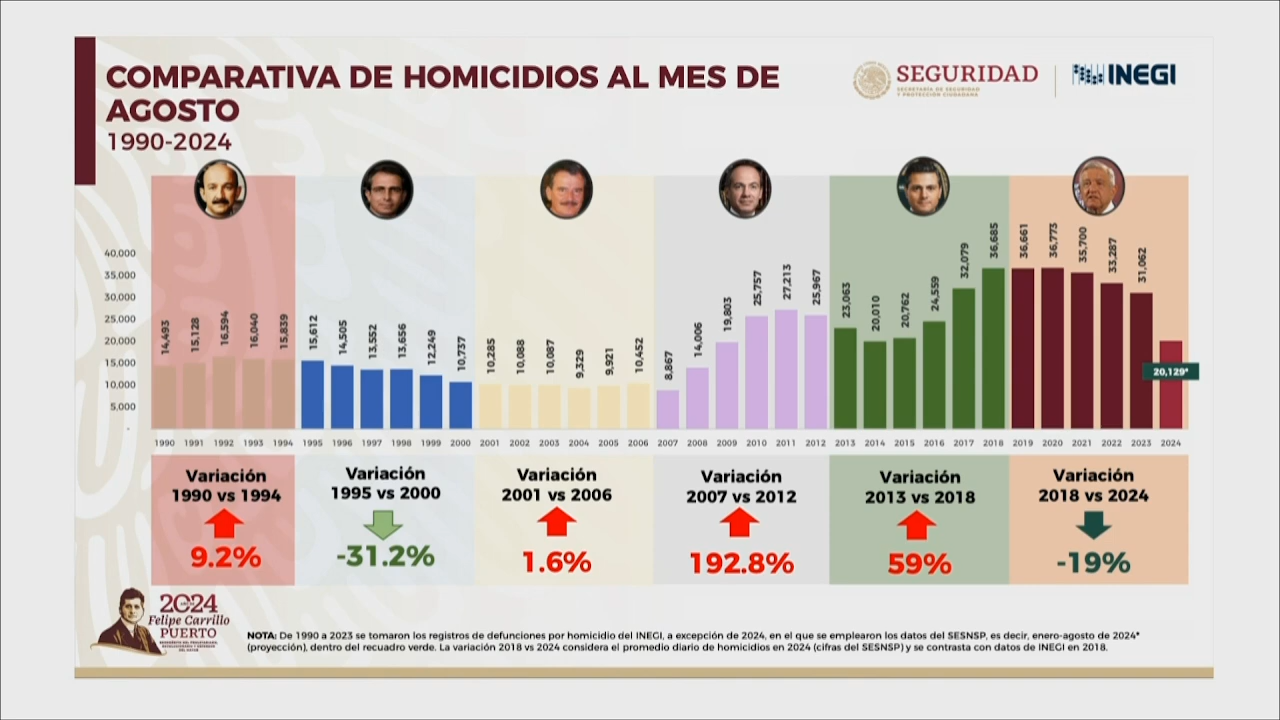 COMPARATIVA DE HOMICIDIOS AL MES DE
AGOSTO
1990-2024
SEGURIDAD
SECRETARÍA DE SEGURIDAD
Y PROTECCIÓN CIUDADANA
INEGI
40,000
35,000
30,000
25,000
20,000
15,000
10,000
5,000
-
14,493
15,128
16,594
16,040
15,839
15,612
14,505
13,552
13,656
12,249
10,737
10,285
10,088
10,087
9,329
9,921
10,452
8,867
14,006
19,803
25,757
27,213
25,967
23,063
20,010
20,762
24,559
32,079
36,685
36,661
36,773
35,700
33,287
31,062
20,129*
1990 1991 1992 1993 1994 1995 1996 1997 1998 1999 2000 2001 2002 2003 2004 2005 2006 2007 2008 2009 2010 2011 2012 2013 2014 2015 2016 2017 2018 2019 2020 2021 2022 2023 2024
Variación
1990 vs 1994
9.2%
Variación
1995 vs 2000
-31.2%
Variación
2001 vs 2006
1.6%
Variación
2007 vs 2012
192.8%
Variación
2013 vs 2018
59%
Variación
2018 vs 2024
-19%
2024
Felipe Carrillo
PUERTO
NOTA: De 1990 a 2023 se tomaron los registros de defunciones por homicidio del INEGI, a excepción de 2024, en el que se emplearon los datos del SESNSP, es decir, enero-agosto de 2024*
(proyección), dentro del recuadro verde. La variación 2018 vs 2024 considera el promedio diario de homicidios en 2024 (cifras del SESNSP) y se contrasta con datos de INEGI en 2018.